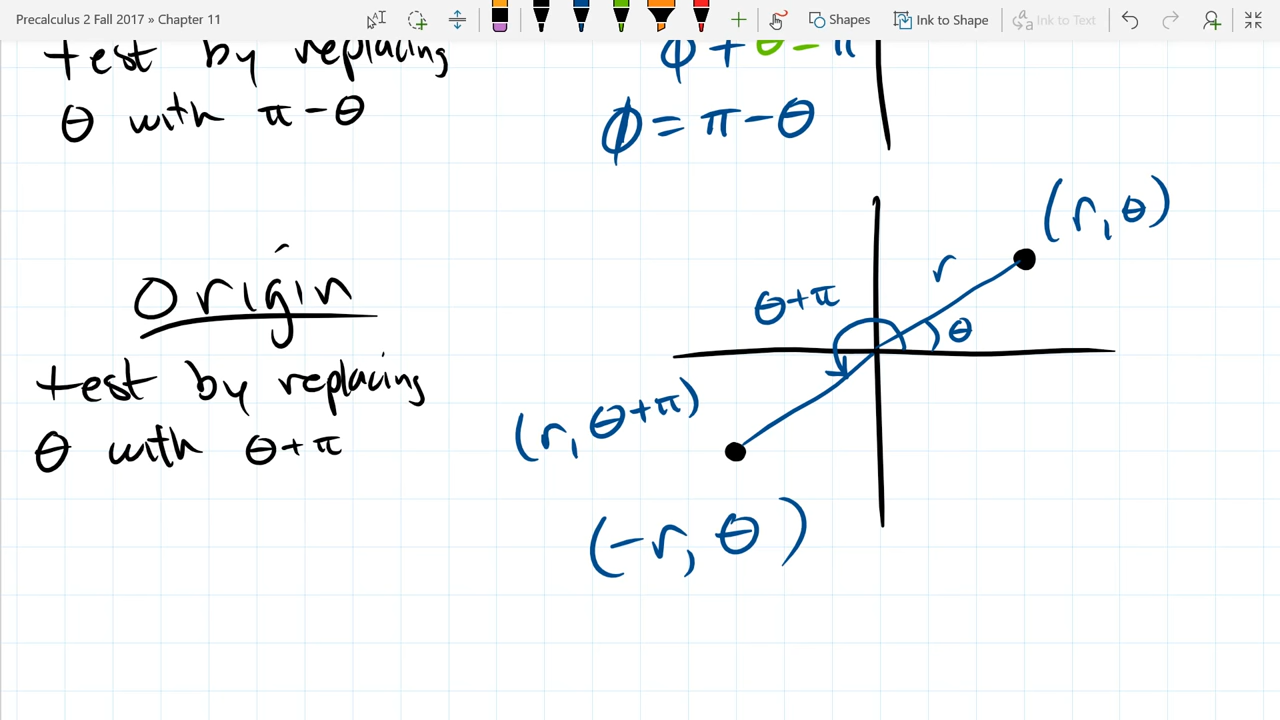 Precalculus 2 Fall 2017 » Chapter 11
Shapes
Ink to Shape
Ink to Text
test by replacing
θ with π - θ
ϕ + θ = π
ϕ = π - θ
origin
test by replacing
θ with θ + π
(r, θ)
r
θ
θ + π
(r, θ + π)
(-r, θ)